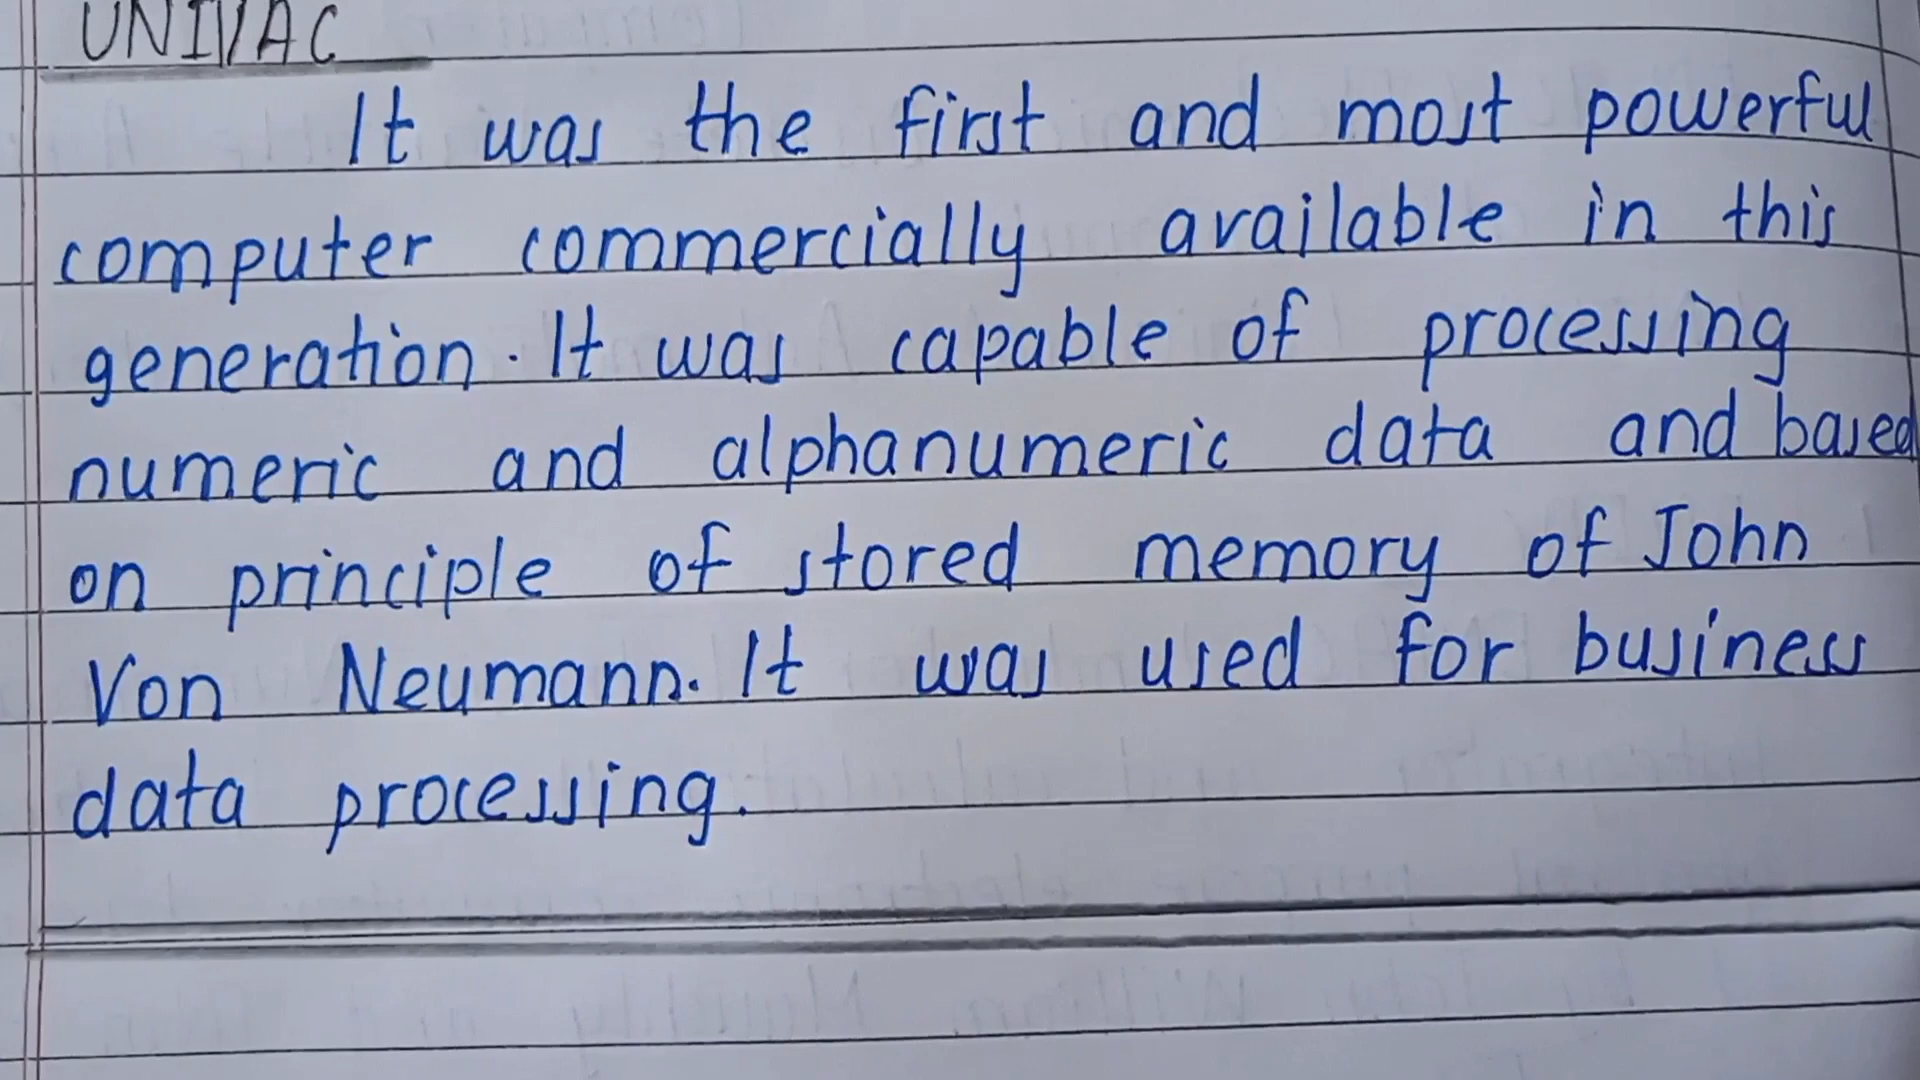 UNIVAC
It was the first and most powerful
computer commercially available in this
generation. It was capable of processing
numeric and alphanumeric data and based
on principle of stored memory of John
Von Neumann. It was used for business
data processing.